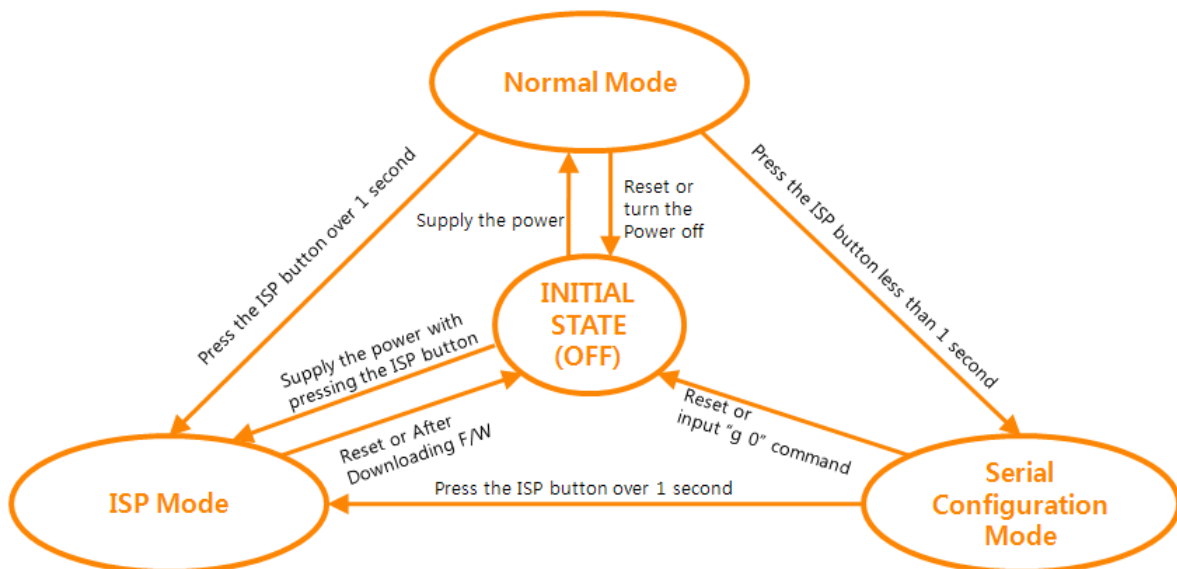 Normal Mode
Press the ISP button over 1 second
Supply the power
Reset or
turn the
Power off
Press the ISP button less than 1 second
INITIAL
STATE
(OFF)
Supply the power with
pressing the ISP button
Reset or After
Downloading F/W
Reset or
input “g 0” command
ISP Mode
Press the ISP button over 1 second
Serial
Configuration
Mode